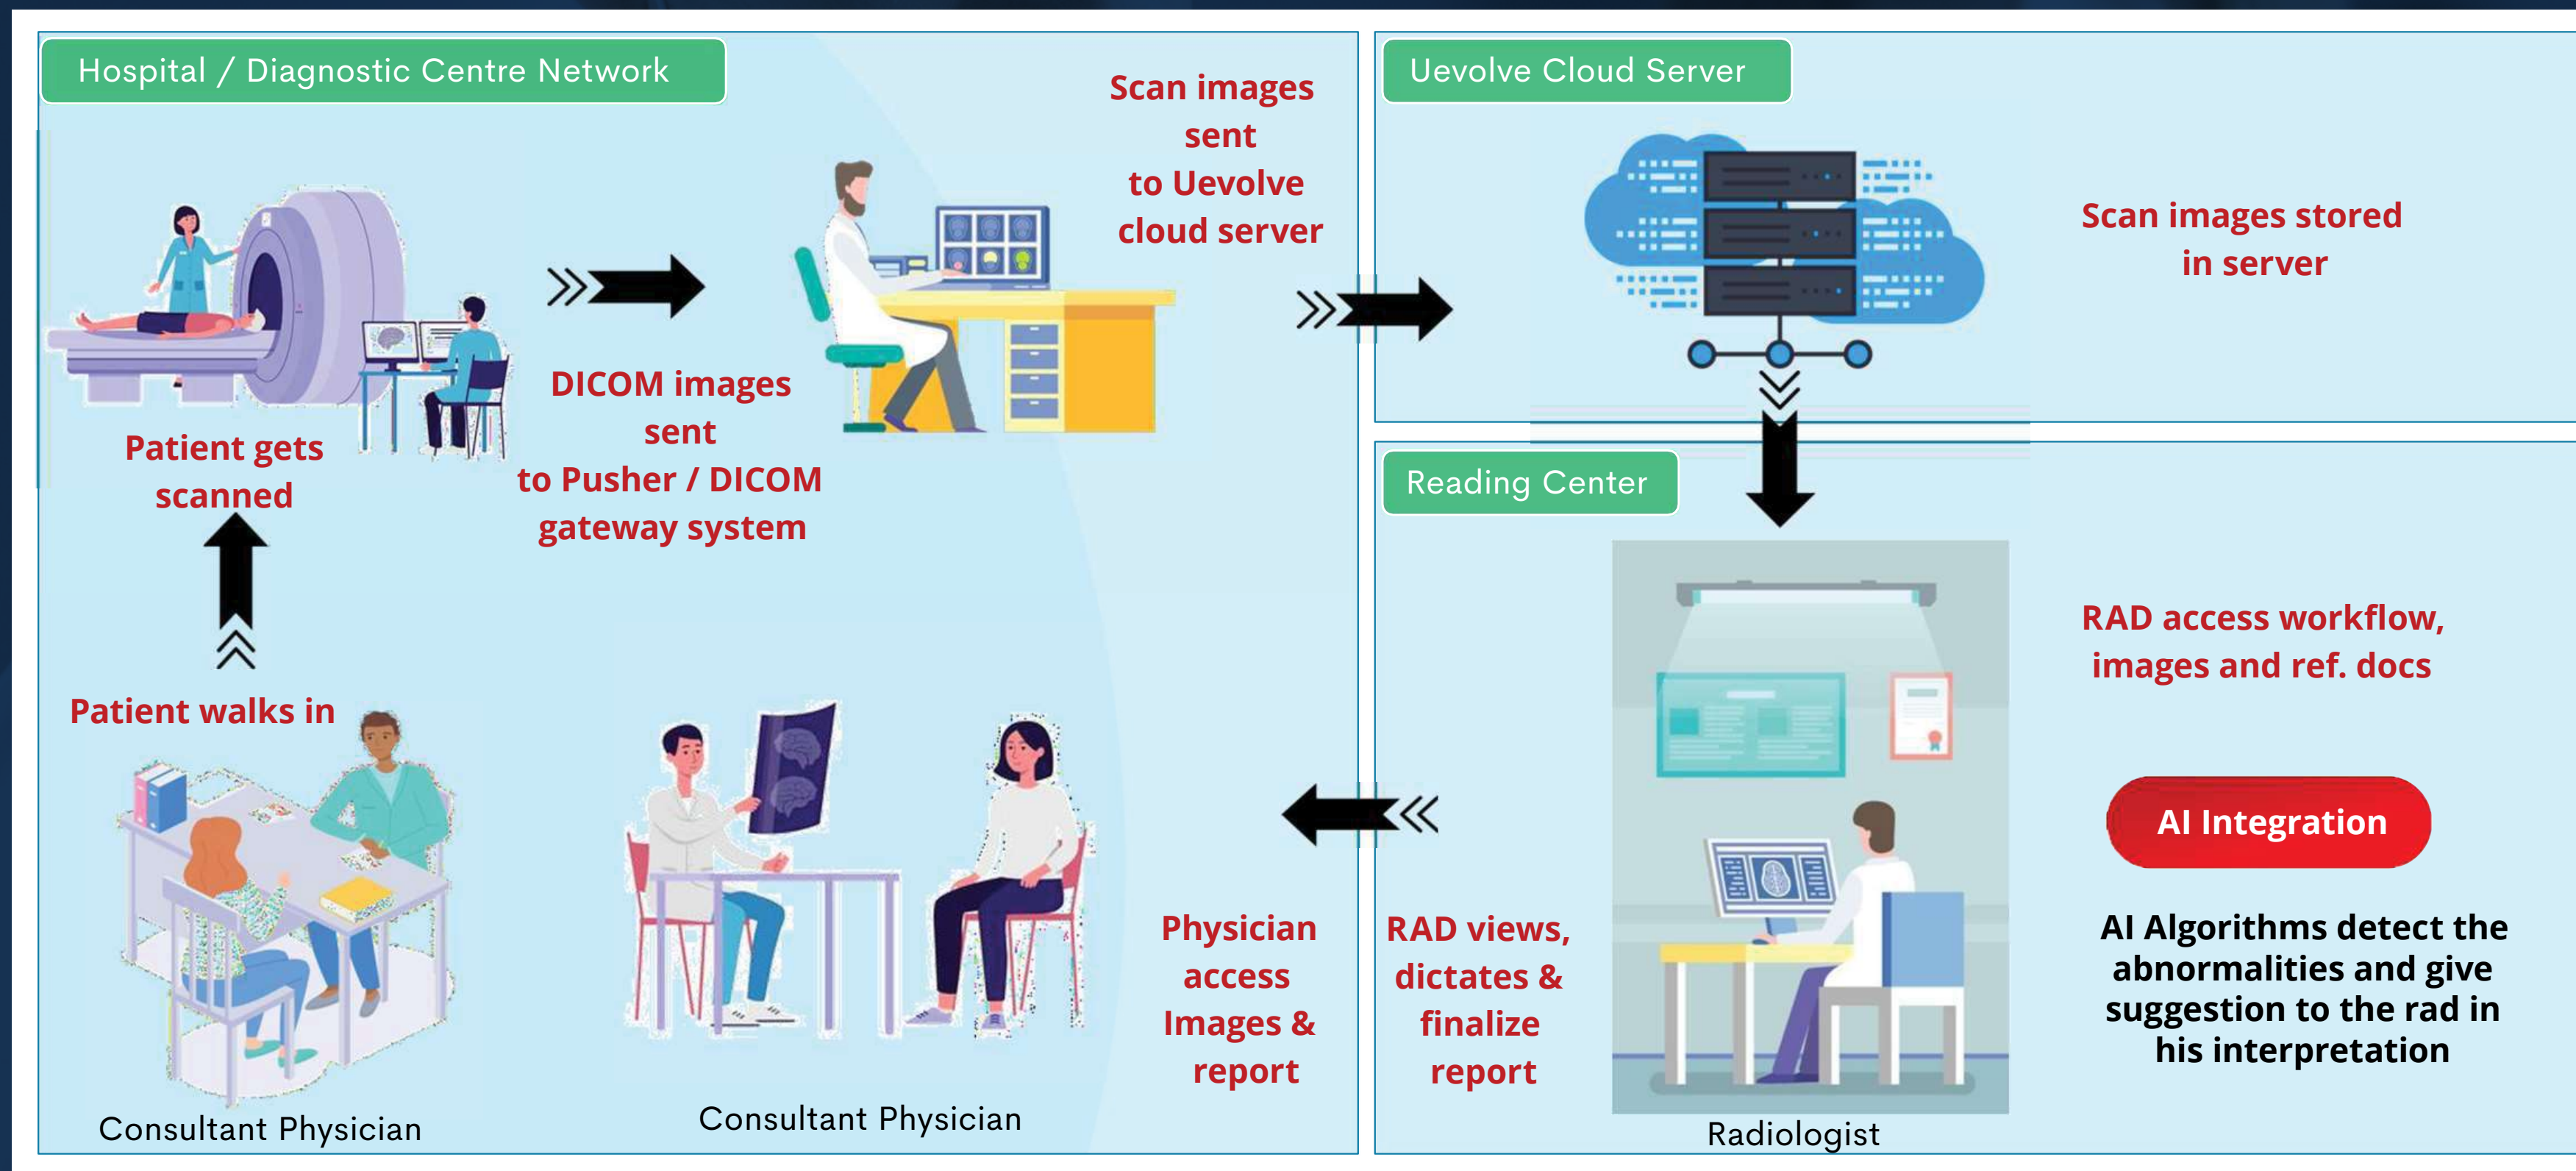 Hospital / Diagnostic Centre Network
Scan images
sent
to Uevolve
cloud server
DICOM images
sent
to Pusher / DICOM
gateway system
Patient gets
scanned
Patient walks in
Consultant Physician
Consultant Physician
Physician
access
Images &
report
Uevolve Cloud Server
Scan images stored
in server
Reading Center
RAD access workflow,
images and ref. docs
AI Integration
AI Algorithms detect the
abnormalities and give
suggestion to the rad in
his interpretation
RAD views,
dictates &
finalize
report
Radiologist